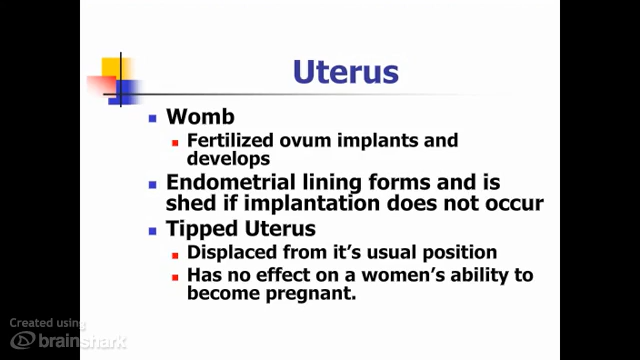 Uterus
Womb
Fertilized ovum implants and
develops
Endometrial lining forms and is
shed if implantation does not occur
Tipped Uterus
Displaced from it's usual position
Has no effect on a women's ability to
become pregnant.
Created using
brainshark